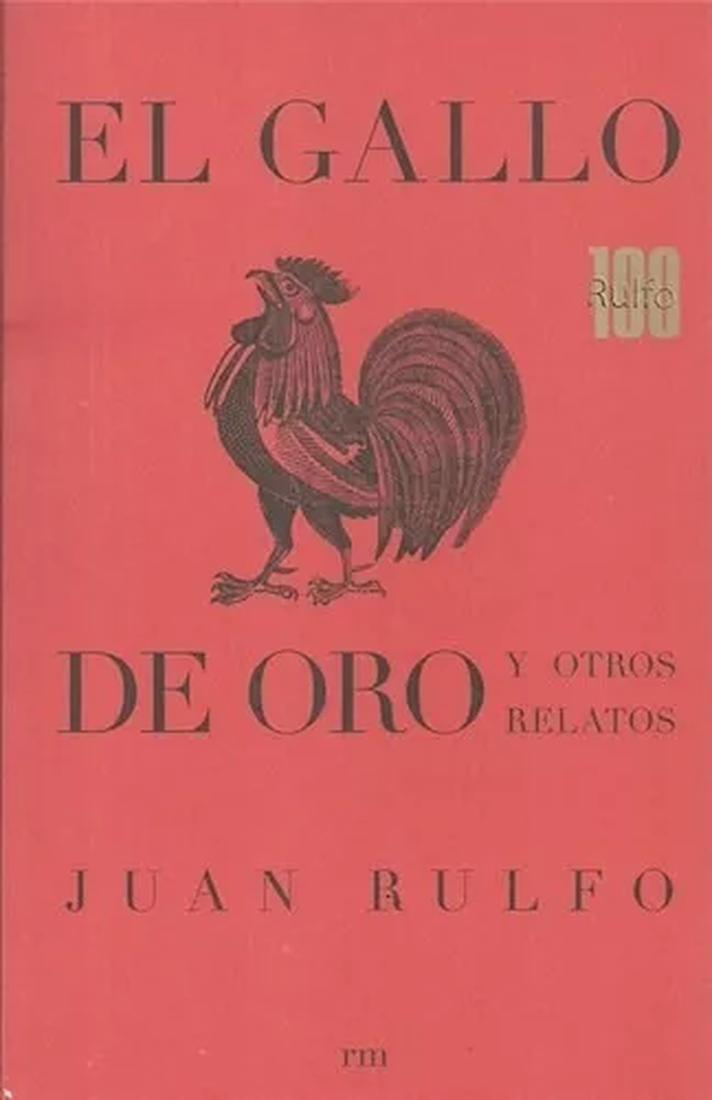 EL GALLO
100
Rulfo
DE ORO
Y OTROS
RELATOS
JUAN RULFO
rm